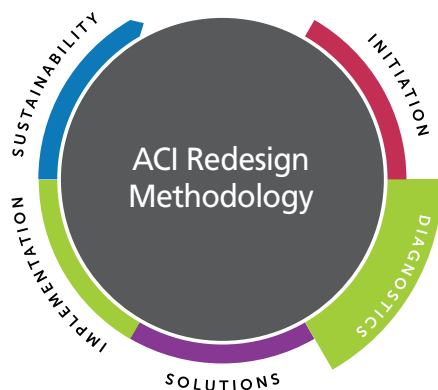 ACI Redesign
Methodology
INITIATION
DIAGNOSTICS
SOLUTIONS
IMPLEMENTATION
SUSTAINABILITY